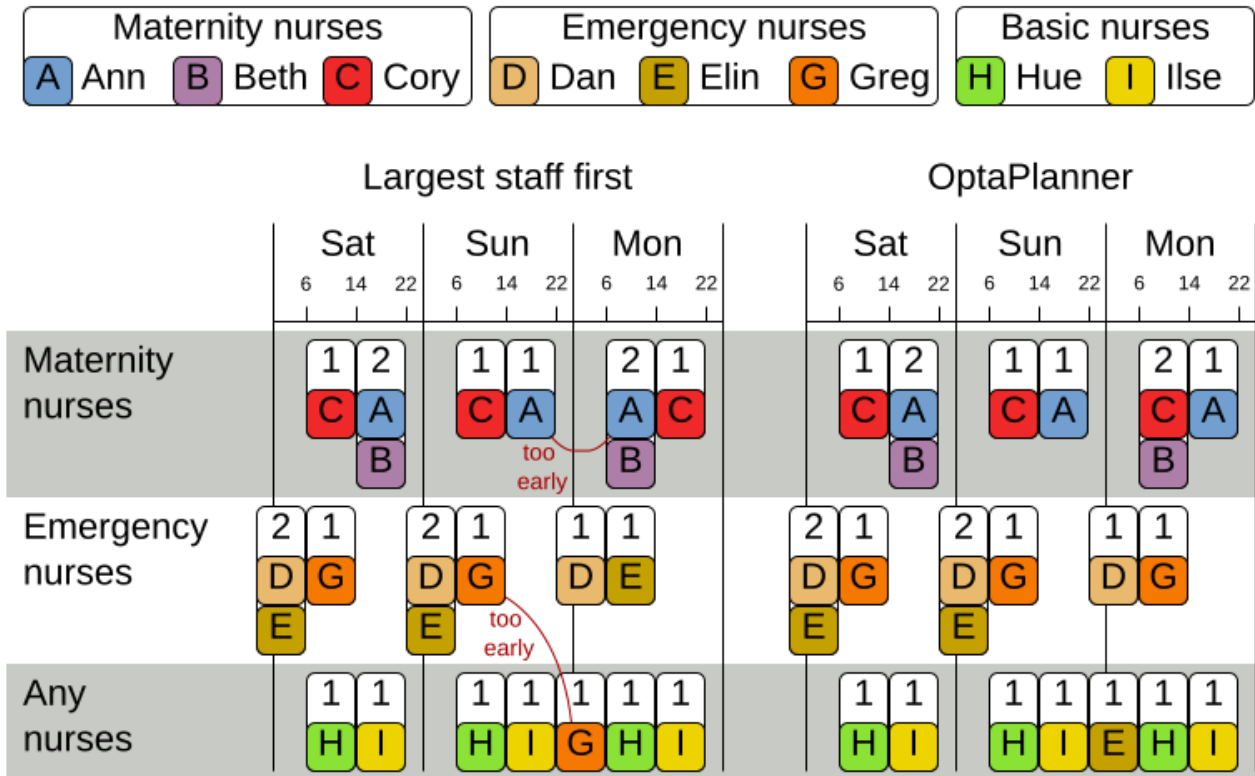 Maternity nurses Emergency nurses Basic nurses
A Ann B Beth C Cory D Dan E Elin G Greg H Hue I Ilse
Largest staff first OptaPlanner
Sat Sun Mon Sat Sun Mon
6 14 22 6 14 22 6 14 22 6 14 22 6 14 22 6 14 22
Maternity 1 2 1 1 2 1 1 2 1 1 2 1
nurses C A C A A C C A C A C A
too
B B B B
early
Emergency 2 1 2 1 1 1 2 1 2 1 1 1
nurses D G D G D E D G D G D G
too
E E E E
early
Any 1 1 1 1 1 1 1 1 1 1 1 1 1 1
nurses H I H I G H I H I H I E H I